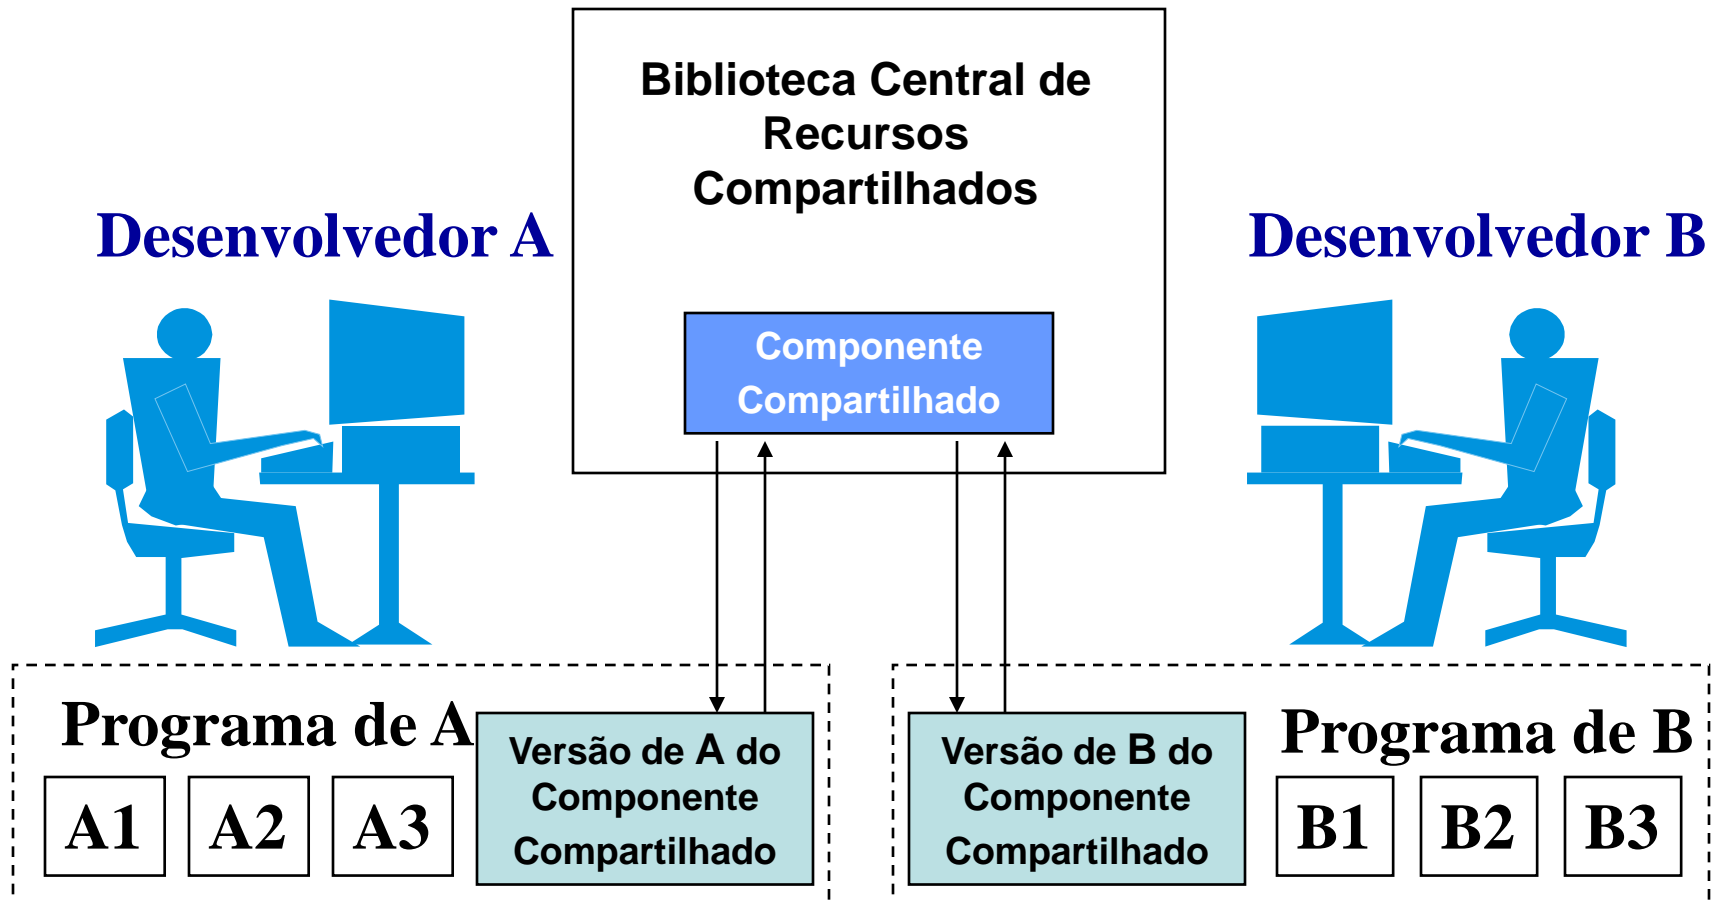 Biblioteca Central de
Recursos
Compartilhados
Desenvolvedor A
Desenvolvedor B
Componente
Compartilhado
Programa de A
Versão de A do
Componente
Compartilhado
A1 A2 A3
Versão de B do
Componente
Compartilhado
Programa de B
B1 B2 B3